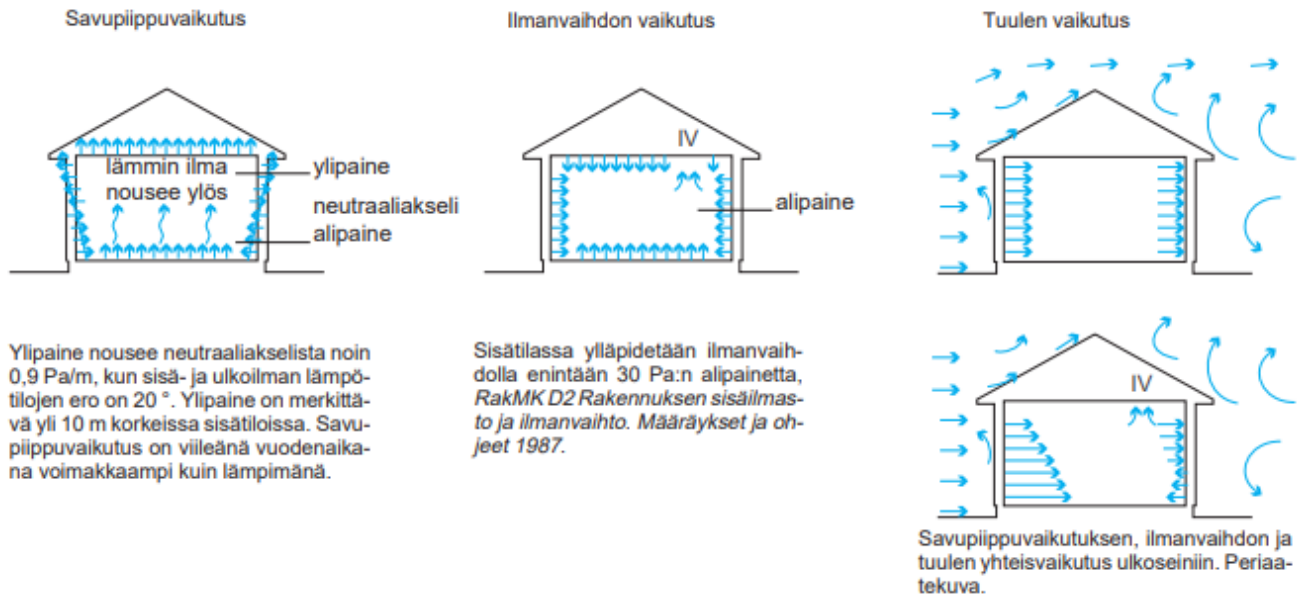 Savupiippuvaikutus
lämmin ilma
nousee ylös
ylipaine
neutraaliakseli
alipaine
Ylipaine nousee neutraaliakselista noin
0,9 Pa/m, kun sisä- ja ulkoilman lämpö-
tilojen ero on 20 °. Ylipaine on merkittä-
vä yli 10 m korkeissa sisätiloissa. Savu-
piippuvaikutus on viileänä vuodenaika-
na voimakkaampi kuin lämpimänä.
Ilmanvaihdon vaikutus
IV
alipaine
Sisätilassa ylläpidetään ilmanvaih-
dolla enintään 30 Pa:n alipainetta,
RakMK D2 Rakennuksen sisäilmas-
to ja ilmanvaihto. Määräykset ja oh-
jeet 1987.
Tuulen vaikutus
IV
Savupiippuvaikutuksen, ilmanvaihdon ja
tuulen yhteisvaikutus ulkoseiniin. Periaa-
tekuva.